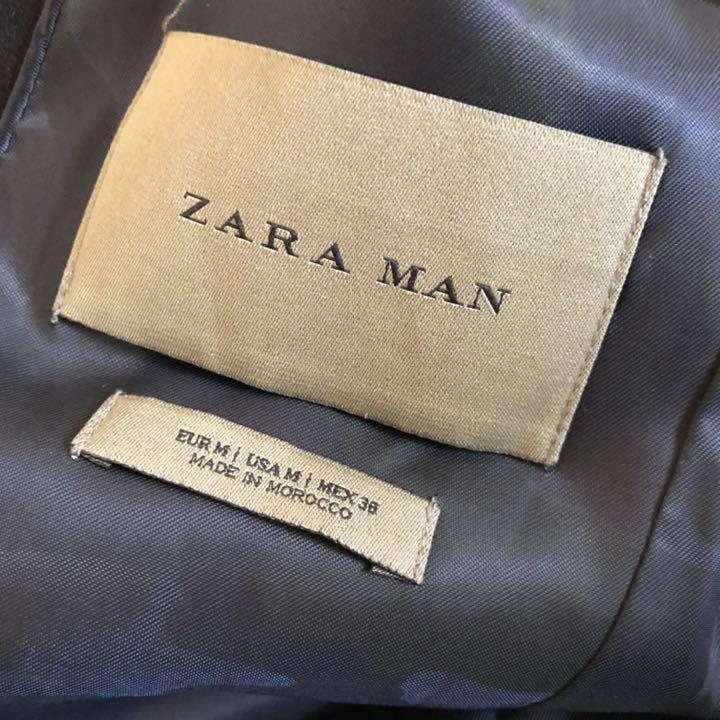 ZARA MAN
EUR M | USA M | MEX 38
MADE IN MOROCCO